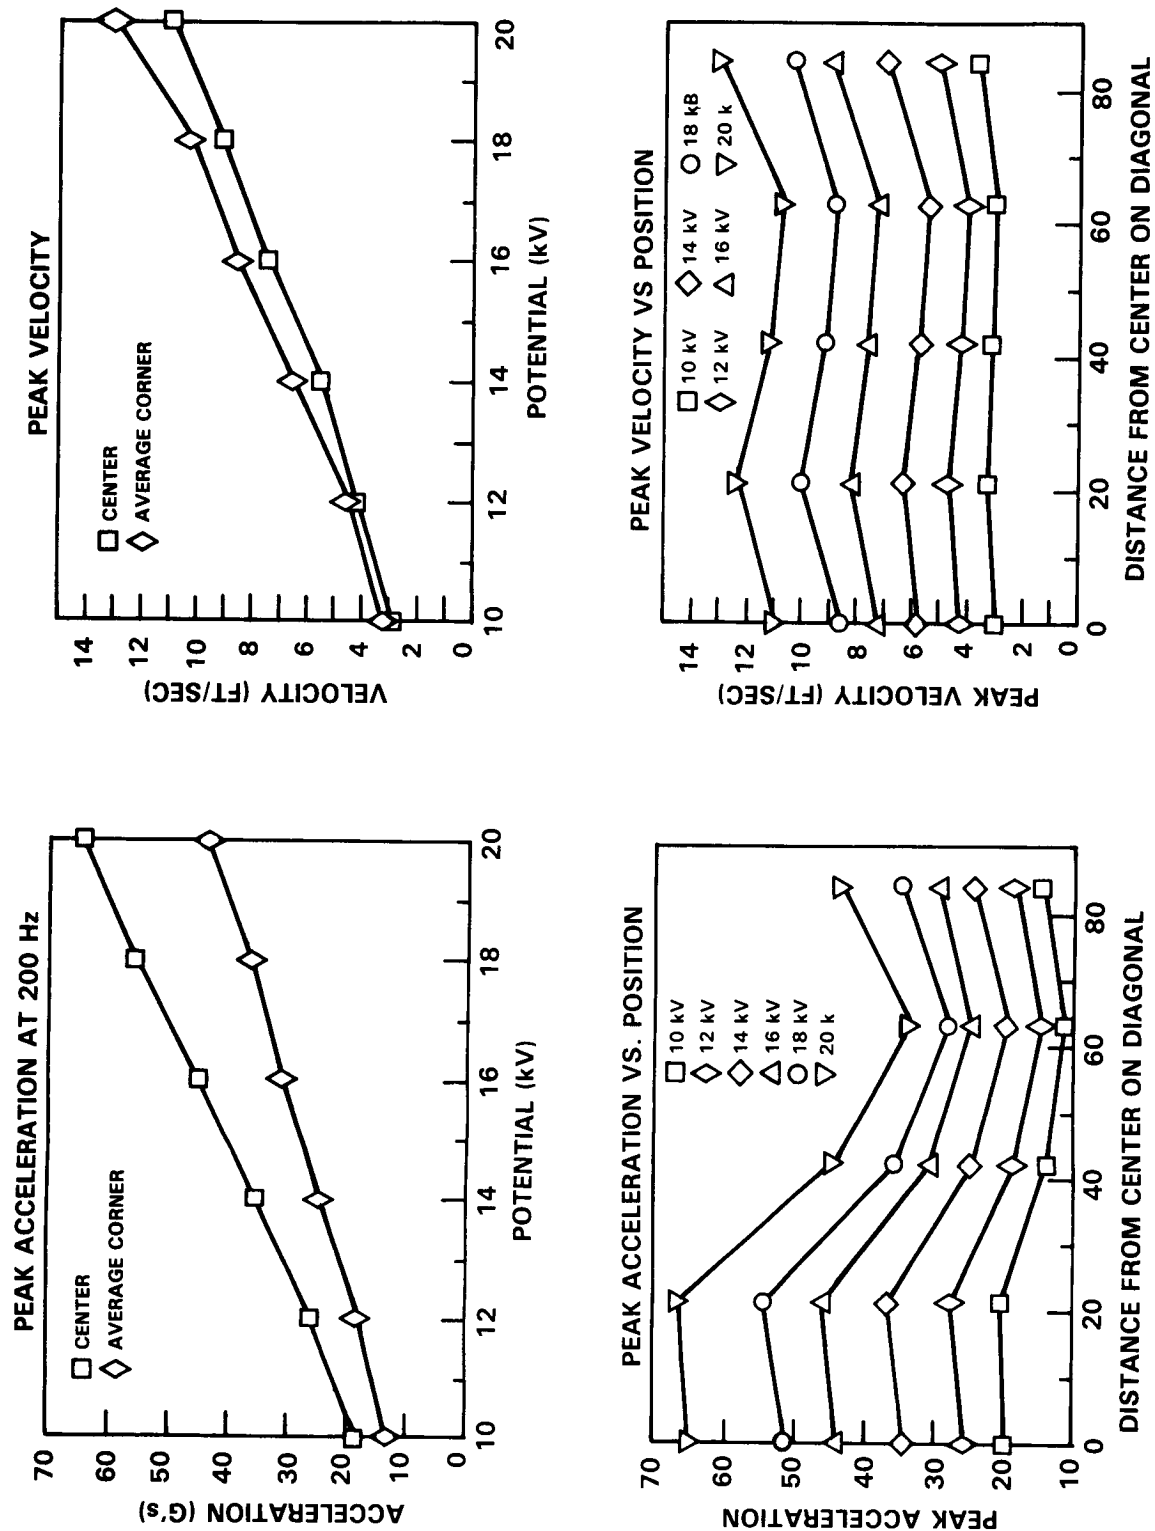 PEAK ACCELERATION AT 200 Hz
CENTER
AVERAGE CORNER
ACCELERATION (G's)
70
60
50
40
30
20
10
0
10
12
14
16
18
20
POTENTIAL (kV)
PEAK VELOCITY
CENTER
AVERAGE CORNER
VELOCITY (FT/SEC)
14
12
10
8
6
4
2
0
10
12
14
16
18
20
POTENTIAL (kV)
PEAK ACCELERATION VS. POSITION
10 kV
12 kV
14 kV
16 kV
18 kV
20 k
PEAK ACCELERATION
70
60
50
40
30
20
10
0
20
40
60
80
DISTANCE FROM CENTER ON DIAGONAL
PEAK VELOCITY VS POSITION
10 kV 14 kV 18 kB
12 kV 16 kV 20 k
PEAK VELOCITY (FT/SEC)
14
12
10
8
6
4
2
0
0
20
40
60
80
DISTANCE FROM CENTER ON DIAGONAL